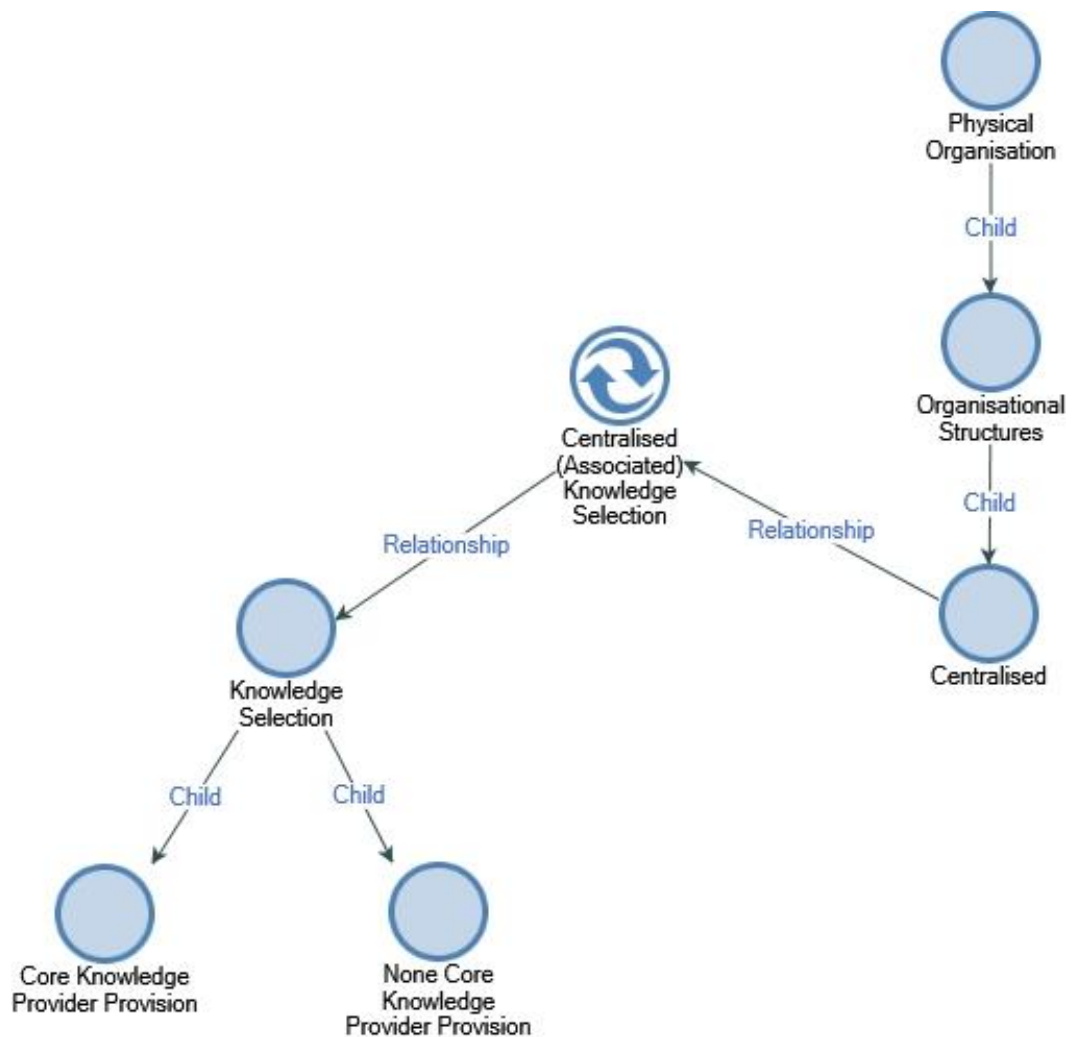 Physical
Organisation
Child
Organisational
Structures
Centralised
(Associated)
Knowledge
Selection
Child
Relationship
Relationship
Centralised
Knowledge
Selection
Child
Child
Core Knowledge
Provider Provision
None Core
Knowledge
Provider Provision